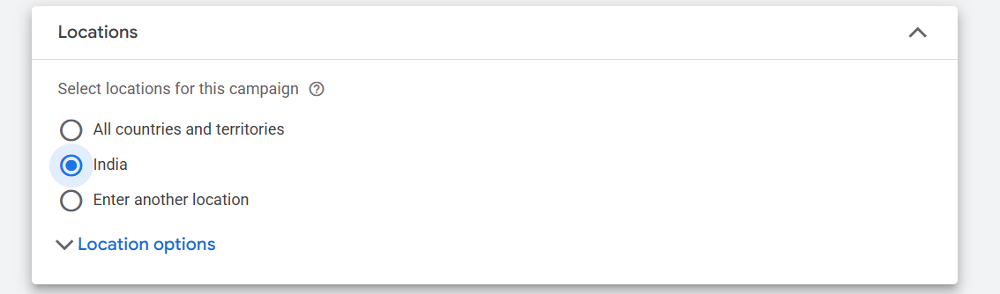 Locations
Select locations for this campaign
All countries and territories
India
Enter another location
Location options